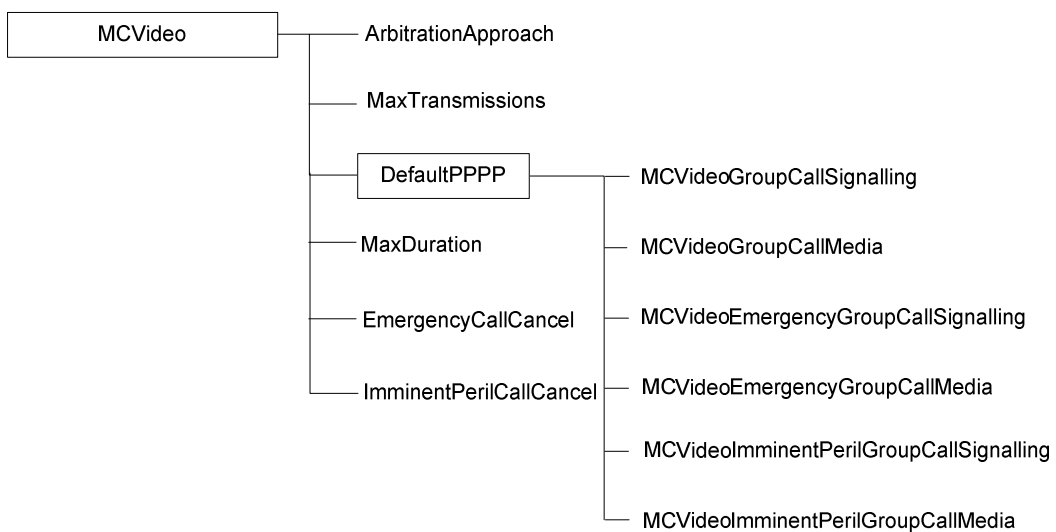 MCVideo
ArbitrationApproach
MaxTransmissions
DefaultPPPP
MCVideoGroupCallSignalling
MCVideoGroupCallMedia
MaxDuration
MCVideoEmergencyGroupCallSignalling
EmergencyCallCancel
MCVideoEmergencyGroupCallMedia
ImminentPerilCallCancel
MCVideoImminentPerilGroupCallSignalling
MCVideoImminentPerilGroupCallMedia